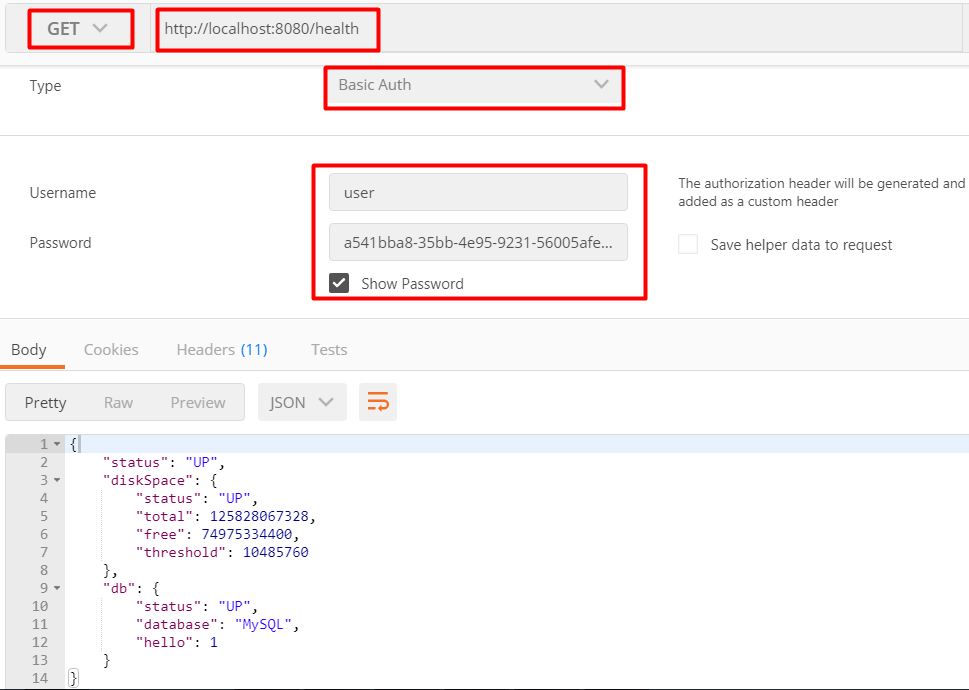 GET http://localhost:8080/health
Type Basic Auth
Username user
The authorization header will be generated and
added as a custom header
Password a541bba8-35bb-4e95-9231-56005afe...
Save helper data to request
Show Password
Body Cookies Headers (11) Tests
Pretty Raw Preview JSON
1 {
2 "status": "UP",
3 "diskSpace": {
4 "status": "UP",
5 "total": 125828067328,
6 "free": 74975334400,
7 "threshold": 10485760
8 },
9 "db": {
10 "status": "UP",
11 "database": "MySQL",
12 "hello": 1
13 }
14 }